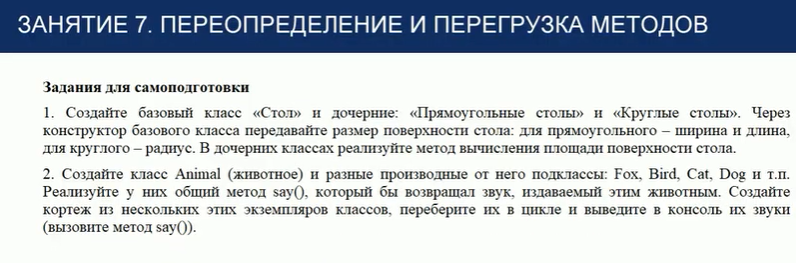 ЗАНЯТИЕ 7. ПЕРЕОПРЕДЕЛЕНИЕ И ПЕРЕГРУЗКА МЕТОДОВ
Задания для самоподготовки
1. Создайте базовый класс «Стол» и дочерние: «Прямоугольные столы» и «Круглые столы». Через
конструктор базового класса передавайте размер поверхности стола: для прямоугольного – ширина и длина,
для круглого – радиус. В дочерних классах реализуйте метод вычисления площади поверхности стола.
2. Создайте класс Animal (животное) и разные производные от него подклассы: Fox, Bird, Cat, Dog и т.п.
Реализуйте у них общий метод say(), который бы возвращал звук, издаваемый этим животным. Создайте
кортеж из нескольких этих экземпляров классов, переберите их в цикле и выведите в консоль их звуки
(вызовите метод say()).